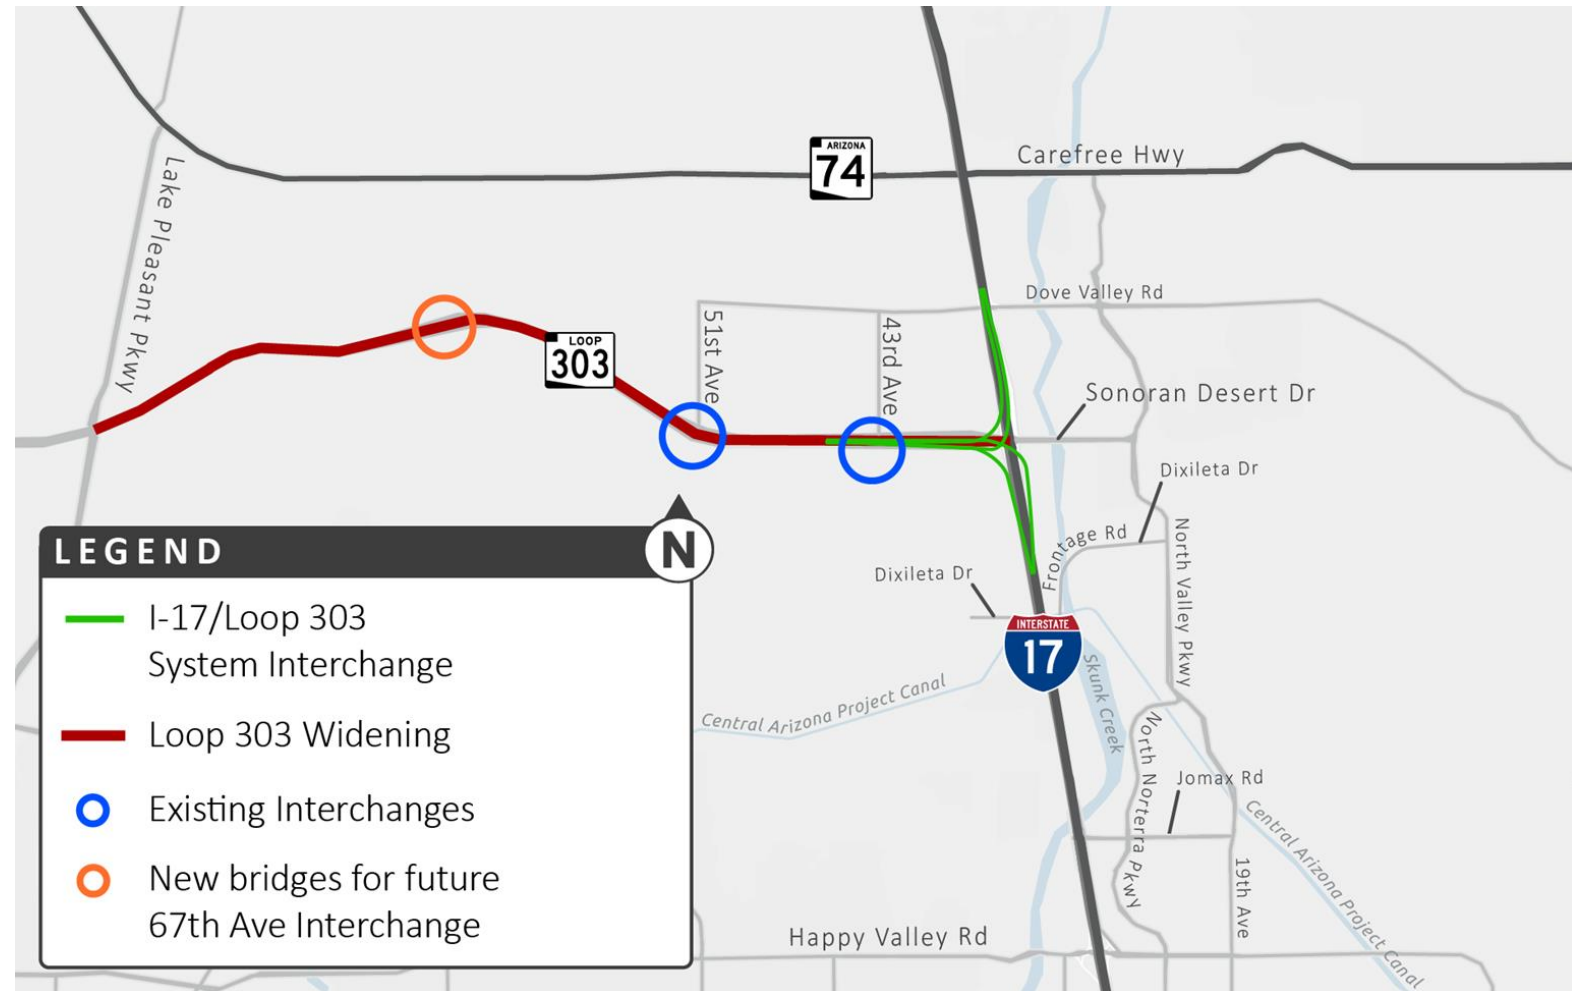 ARIZONA
74
Carefree Hwy
Lake Pleasant Pkwy
Dove Valley Rd
51st Ave
43rd Ave
LOOP
303
Sonoran Desert Dr
Dixileta Dr
North Valley Pkwy
Frontage Rd
Dixileta Dr
INTERSTATE
17
Skunk Creek
Central Arizona Project Canal
North Norterra Pkwy
Jomax Rd
Central Arizona Project Canal
19th Ave
Happy Valley Rd
N
LEGEND
I-17/Loop 303
System Interchange
Loop 303 Widening
Existing Interchanges
New bridges for future
67th Ave Interchange